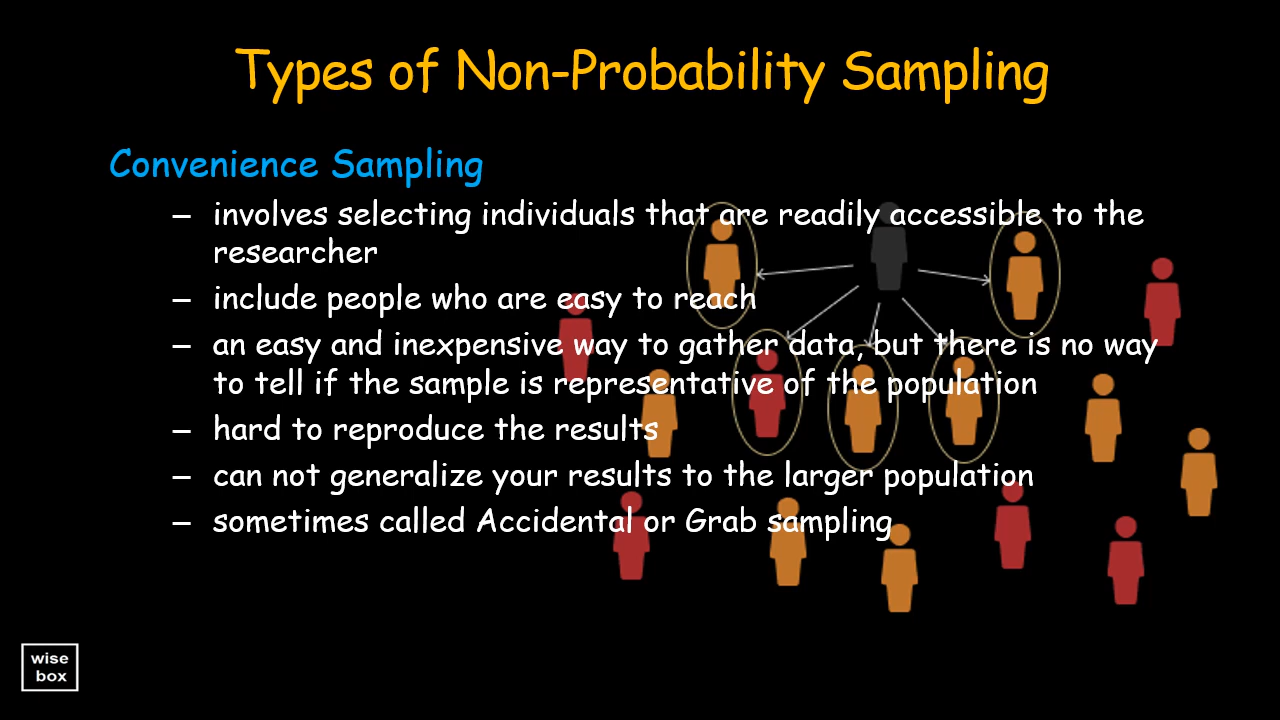 Types of Non-Probability Sampling
Convenience Sampling
– involves selecting individuals that are readily accessible to the
researcher
– include people who are easy to reach
– an easy and inexpensive way to gather data, but there is no way
to tell if the sample is representative of the population
– hard to reproduce the results
– can not generalize your results to the larger population
– sometimes called Accidental or Grab sampling
wise
box